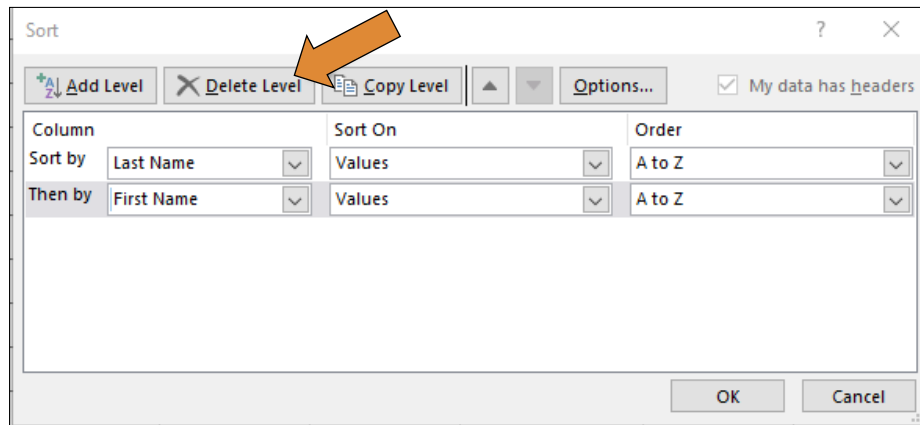 Sort ?
Add Level Delete Level Copy Level Options... My data has headers
Column Sort On Order
Sort by Last Name Values A to Z
Then by First Name Values A to Z
OK Cancel